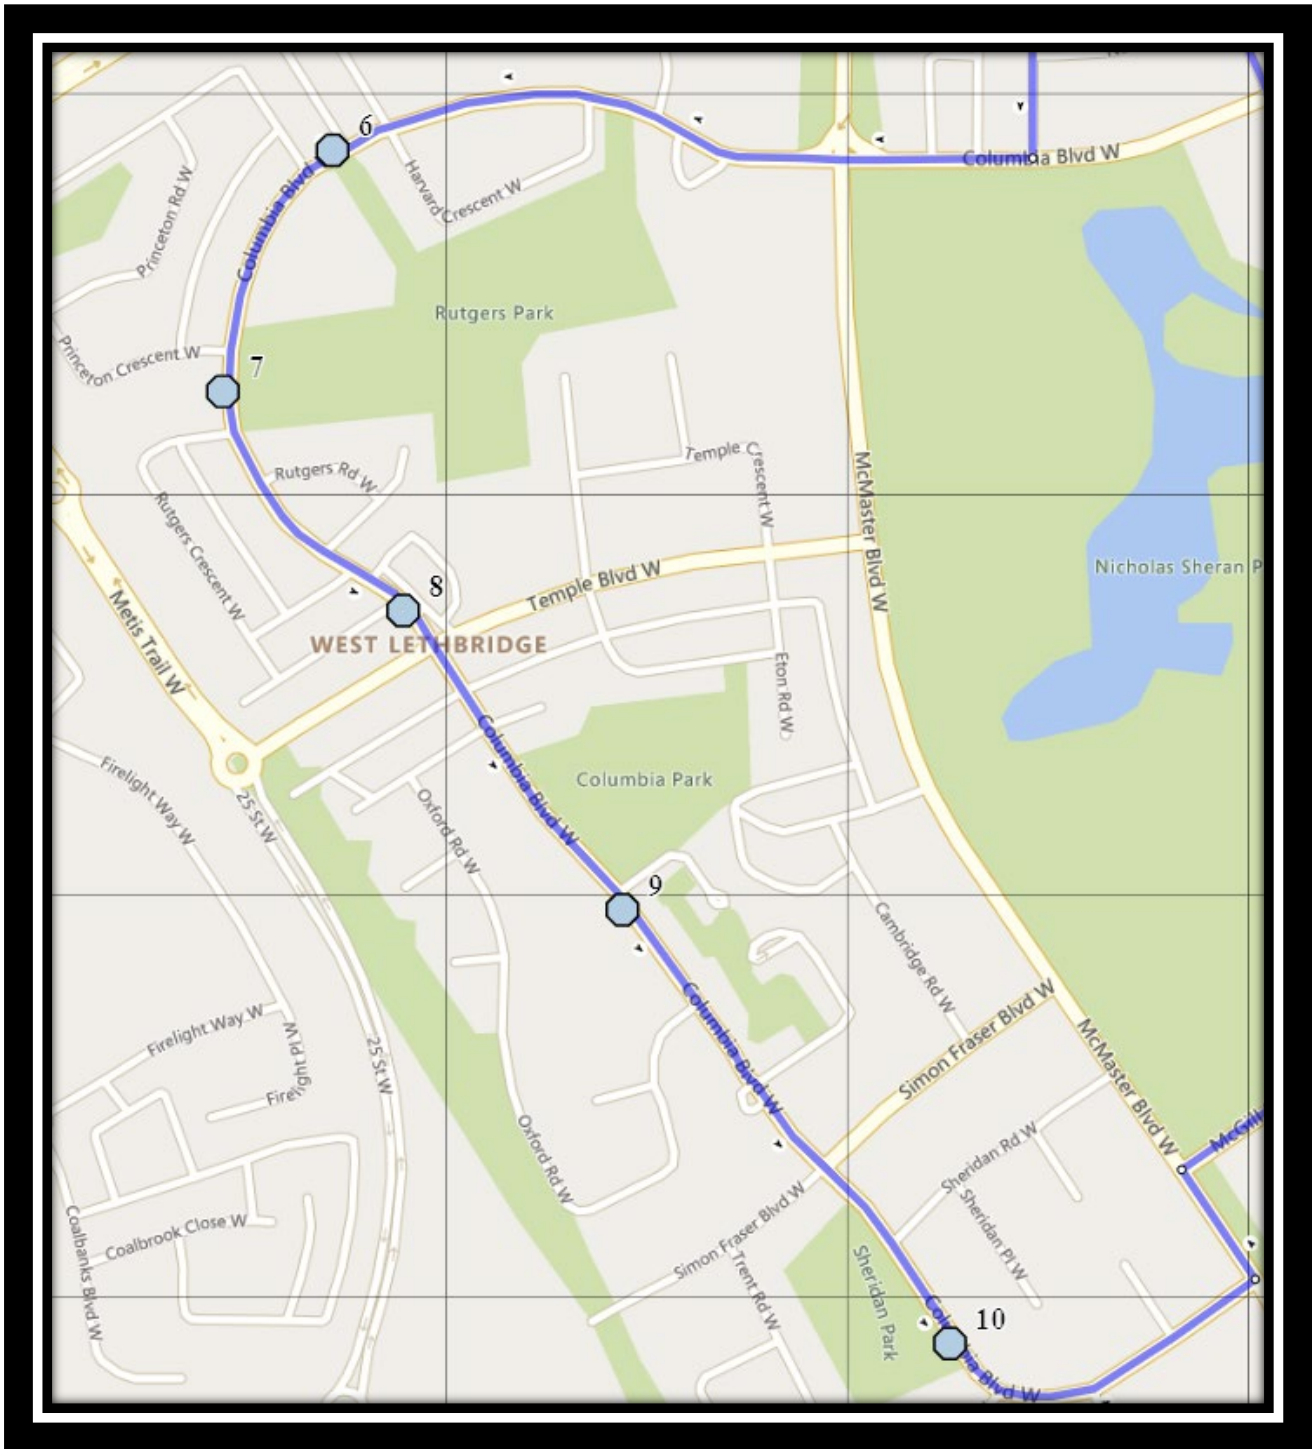 6
Columbia Blvd W
Harvard Crescent W
Princeton Rd W
Columbia Blvd
Rutgers Park
Princeton Crescent W
7
Temple Crescent W
Rutgers Rd W
McMaster Blvd W
Rutgers Crescent W
Nicholas Sheran P
Temple Blvd W
8
WEST LETHBRIDGE
Metis Trail W
Eton Rd W
Columbia Blvd W
Columbia Park
Firelight Way W
25 St W
Oxford Rd W
9
Cambridge Rd W
Columbia Blvd W
Simon Fraser Blvd W
Firelight Way W
Firelight Pl W
25 St W
McMaster Blvd W
McGill
Oxford Rd W
Sheridan Rd W
Sheridan Pl W
Coalbanks Blvd W
Coalbrook Close W
Simon Fraser Blvd W
Trent Rd W
Sheridan Park
10